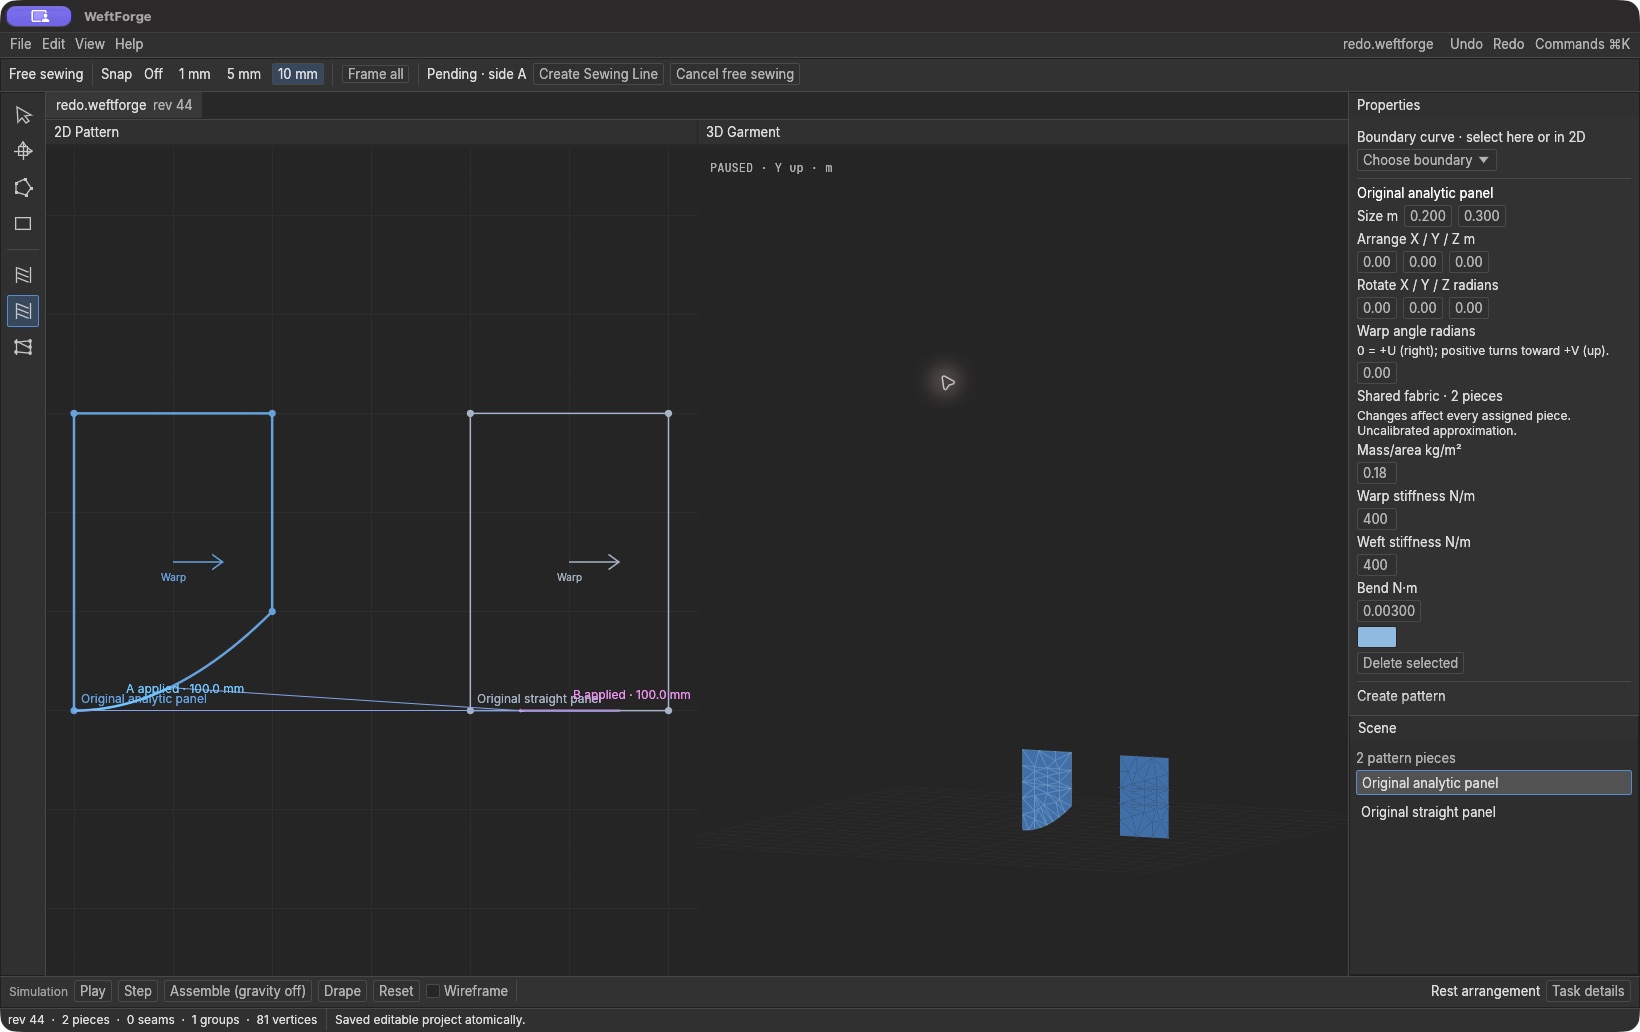 WeftForge
File Edit View Help
redo.weftforge Undo Redo Commands ⌘K
Free sewing Snap Off 1 mm 5 mm 10 mm Frame all Pending · side A Create Sewing Line Cancel free sewing
redo.weftforge rev 44
2D Pattern
Warp
Warp
A applied · 100.0 mm
Original analytic panel
B applied · 100.0 mm
Original straight panel
3D Garment
PAUSED · Y up · m
Properties
Boundary curve · select here or in 2D
Choose boundary
Original analytic panel
Size m 0.200 0.300
Arrange X / Y / Z m
0.00 0.00 0.00
Rotate X / Y / Z radians
0.00 0.00 0.00
Warp angle radians
0 = +U (right); positive turns toward +V (up).
0.00
Shared fabric · 2 pieces
Changes affect every assigned piece.
Uncalibrated approximation.
Mass/area kg/m²
0.18
Warp stiffness N/m
400
Weft stiffness N/m
400
Bend N·m
0.00300
Delete selected
Create pattern
Scene
2 pattern pieces
Original analytic panel
Original straight panel
Simulation Play Step Assemble (gravity off) Drape Reset Wireframe
Rest arrangement Task details
rev 44 · 2 pieces · 0 seams · 1 groups · 81 vertices Saved editable project atomically.